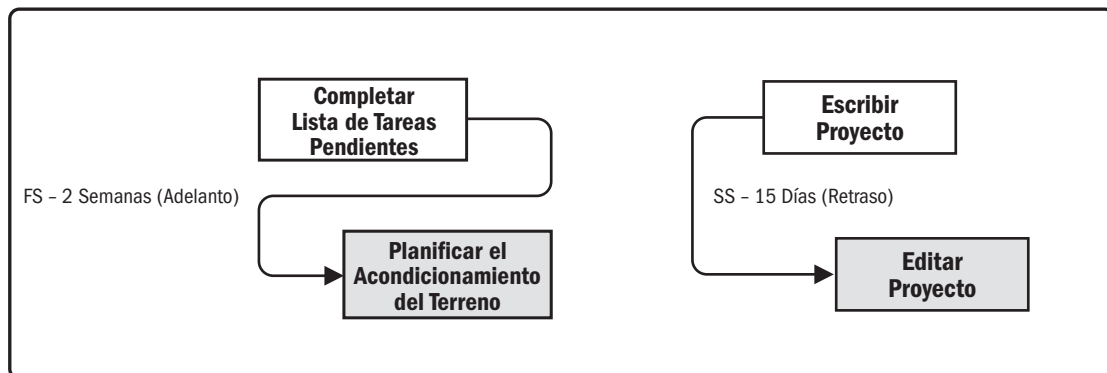 Completar
Lista de Tareas
Pendientes
FS – 2 Semanas (Adelanto)
Planificar el
Acondicionamiento
del Terreno
Escribir
Proyecto
SS – 15 Días (Retraso)
Editar
Proyecto